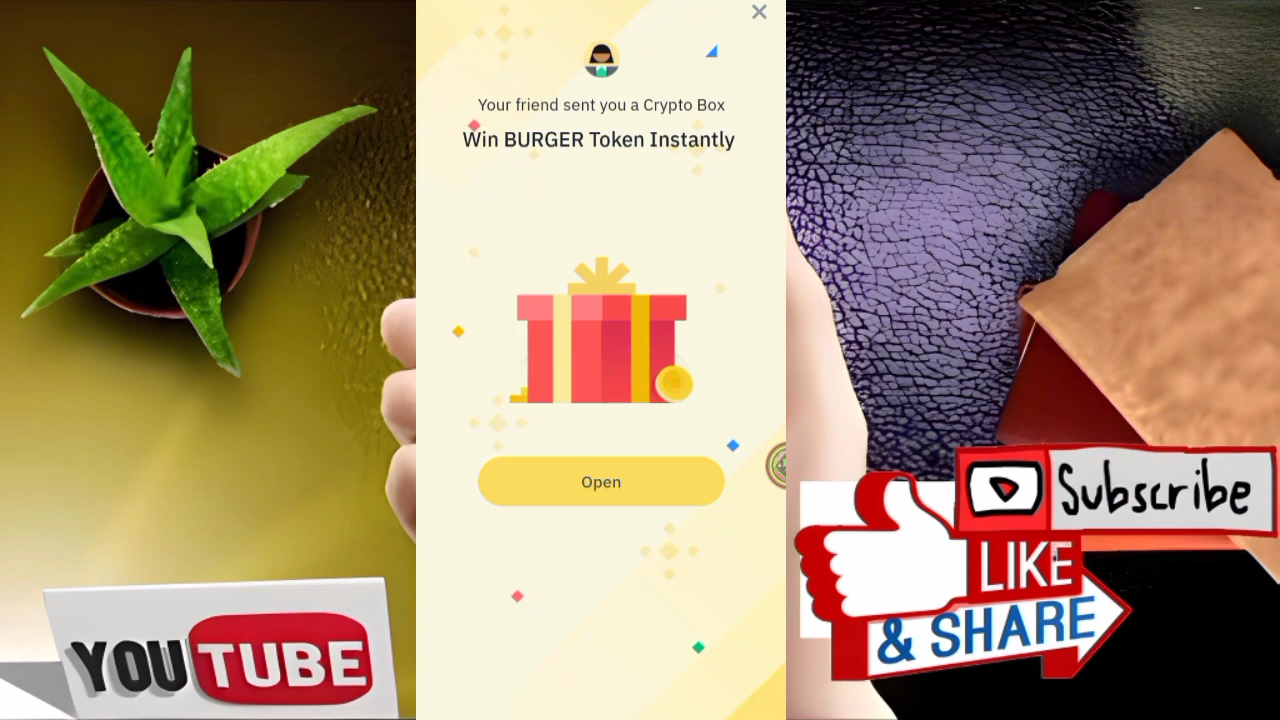 Your friend sent you a Crypto Box
Win BURGER Token Instantly
Open
YOUTUBE
Subscribe
LIKE
& SHARE